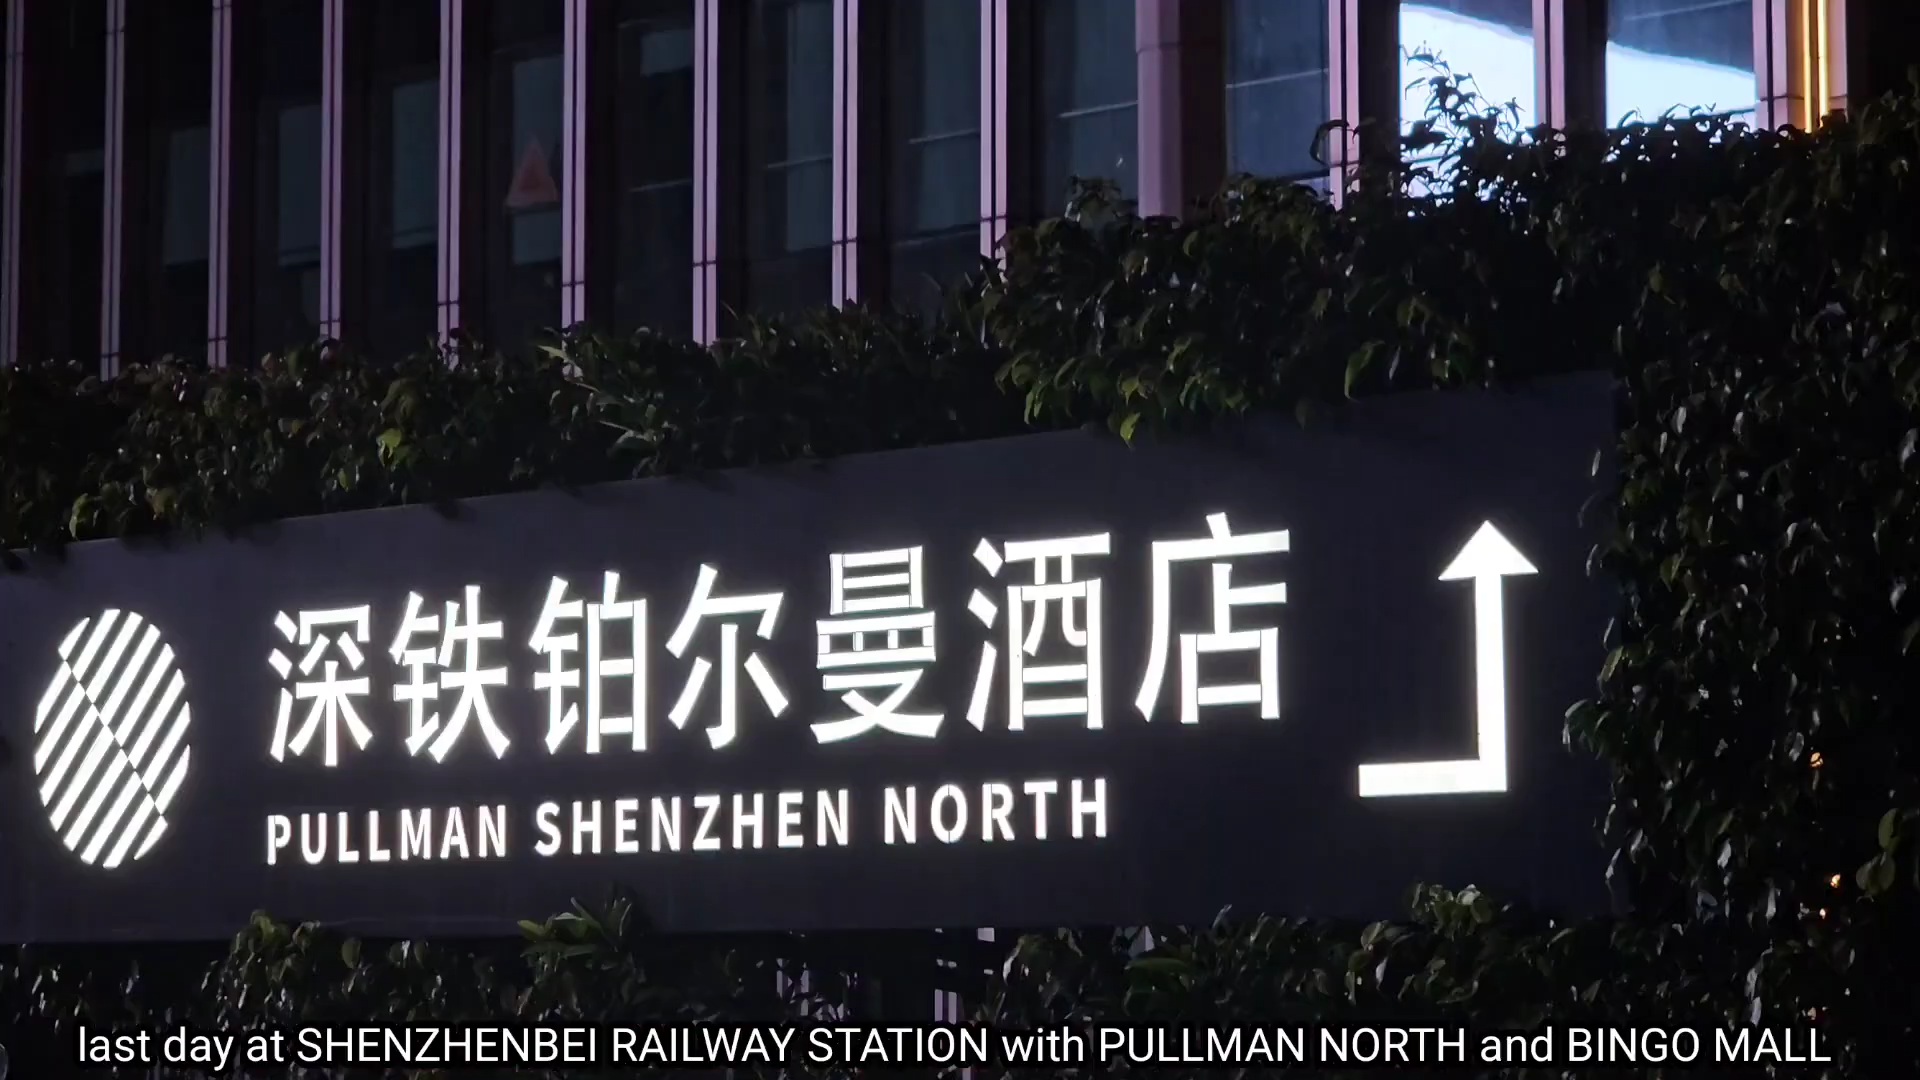 深铁铂尔曼酒店
PULLMAN SHENZHEN NORTH
last day at SHENZHENBEI RAILWAY STATION with PULLMAN NORTH and BINGO MALL